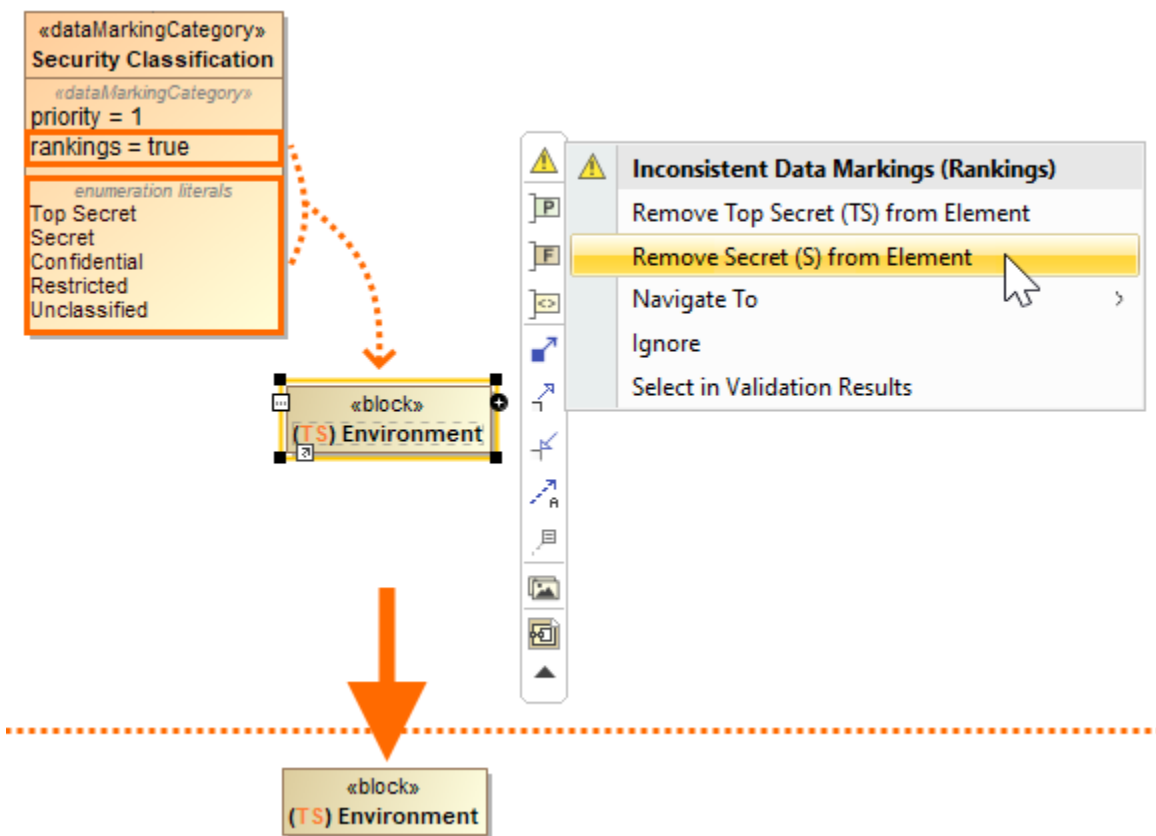 «dataMarkingCategory»
Security Classification
«dataMarkingCategory»
priority = 1
rankings = true
enumeration literals
Top Secret
Secret
Confidential
Restricted
Unclassified
Inconsistent Data Markings (Rankings)
Remove Top Secret (TS) from Element
Remove Secret (S) from Element
Navigate To
Ignore
Select in Validation Results
P
F
<>
A
«block»
(TS) Environment
«block»
(TS) Environment